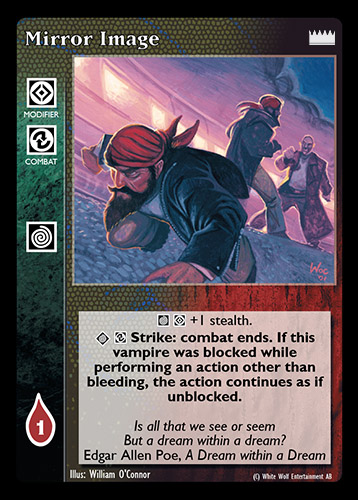 Mirror Image
MODIFIER
COMBAT
+1 stealth.
Strike: combat ends. If this
vampire was blocked while
performing an action other than
bleeding, the action continues as if
unblocked.
Is all that we see or seem
But a dream within a dream?
Edgar Allen Poe, A Dream within a Dream
1
Illus: William O'Connor
(C) White Wolf Entertainment AB